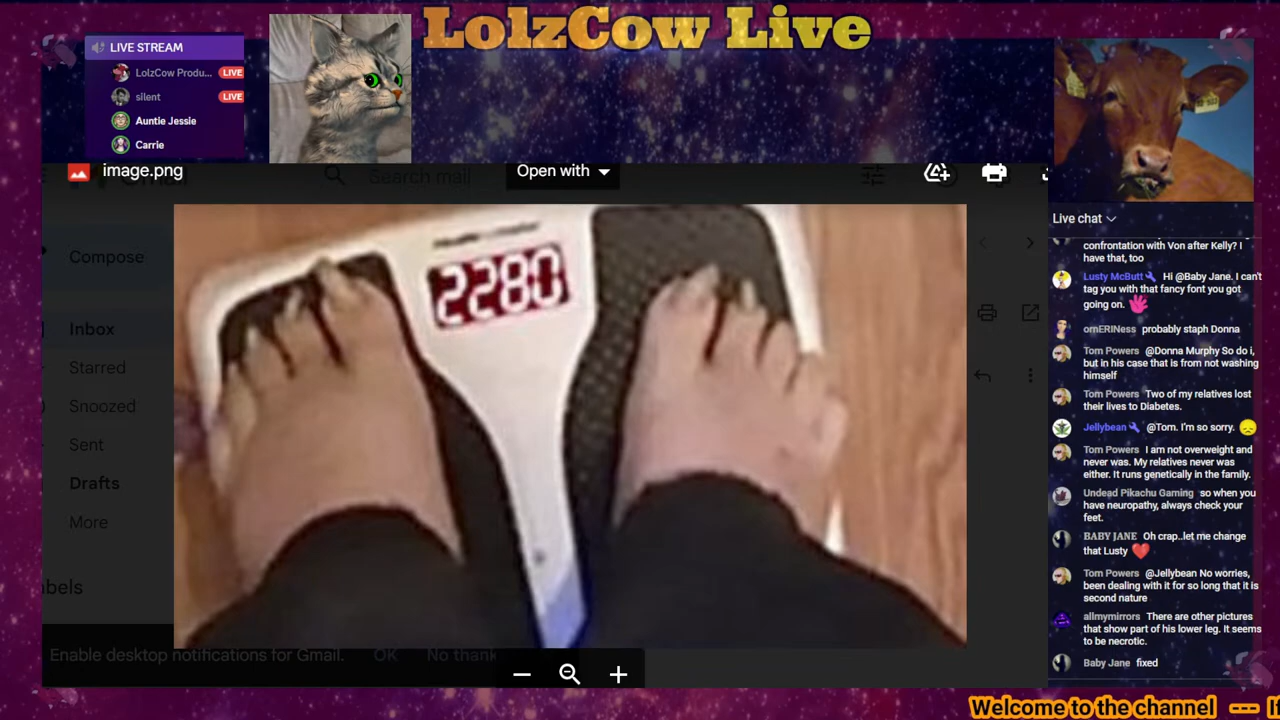 LolzCow Live
LIVE STREAM
LolzCow Produ... LIVE
silent LIVE
Auntie Jessie
Carrie
image.png
Open with
Search mail
Compose
Inbox
Starred
Snoozed
Sent
Drafts
More
abels
2280
Enable desktop notifications for Gmail. OK No thank
Live chat
confrontation with Von after Kelly? I
have that, too
Lusty McButt Hi @Baby Jane. I can't
tag you with that fancy font you got
going on.
omERINess probably staph Donna
Tom Powers @Donna Murphy So do i,
but in his case that is from not washing
himself
Tom Powers Two of my relatives lost
their lives to Diabetes.
Jellybean @Tom. I'm so sorry.
Tom Powers I am not overweight and
never was. My relatives never was
either. It runs genetically in the family.
Undead Pikachu Gaming so when you
have neuropathy, always check your
feet.
BABY JANE Oh crap..let me change
that Lusty
Tom Powers @Jellybean No worries,
been dealing with it for so long that it is
second nature
allmymirrors There are other pictures
that show part of his lower leg. It seems
to be necrotic.
Baby Jane fixed
Welcome to the channel --- I